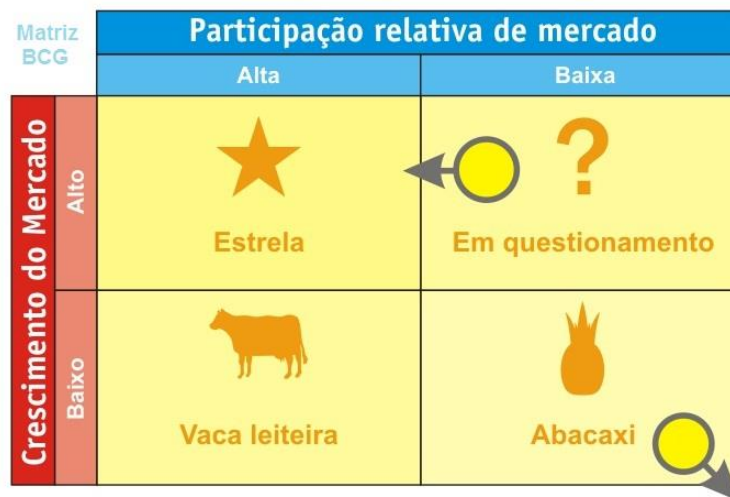 Matriz
BCG
Participação relativa de mercado
Alta
Baixa
Crescimento do Mercado
Alto
Estrela
?
Em questionamento
Baixo
Vaca leiteira
Abacaxi